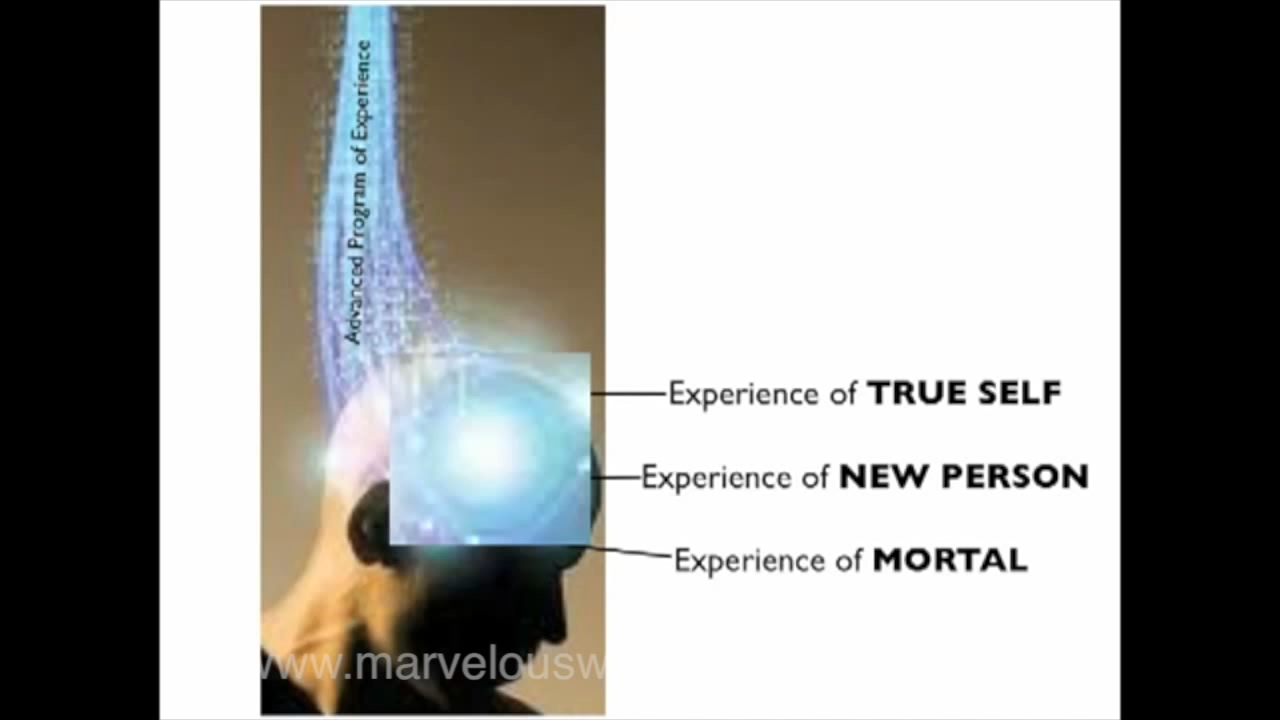 Advanced Program of Experience
Experience of TRUE SELF
Experience of NEW PERSON
Experience of MORTAL
www.marvelousw